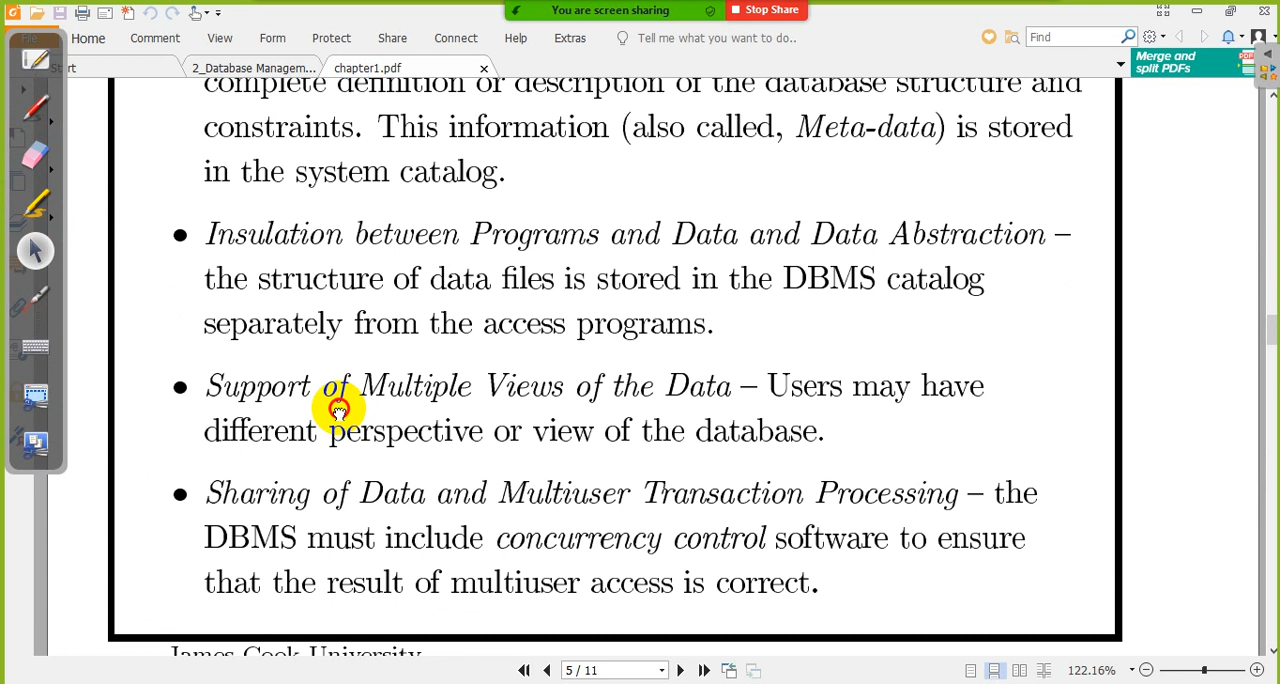 You are screen sharing Stop Share
File Home Comment View Form Protect Share Connect Help Extras Tell me what you want to do.. Find
Start 2_Database Managem... chapter1.pdf Merge and split PDFs
complete definition or description of the database structure and
constraints. This information (also called, Meta-data) is stored
in the system catalog.
• Insulation between Programs and Data and Data Abstraction –
the structure of data files is stored in the DBMS catalog
separately from the access programs.
• Support of Multiple Views of the Data – Users may have
different perspective or view of the database.
• Sharing of Data and Multiuser Transaction Processing – the
DBMS must include concurrency control software to ensure
that the result of multiuser access is correct.
James Cook University
5 / 11 122.16%